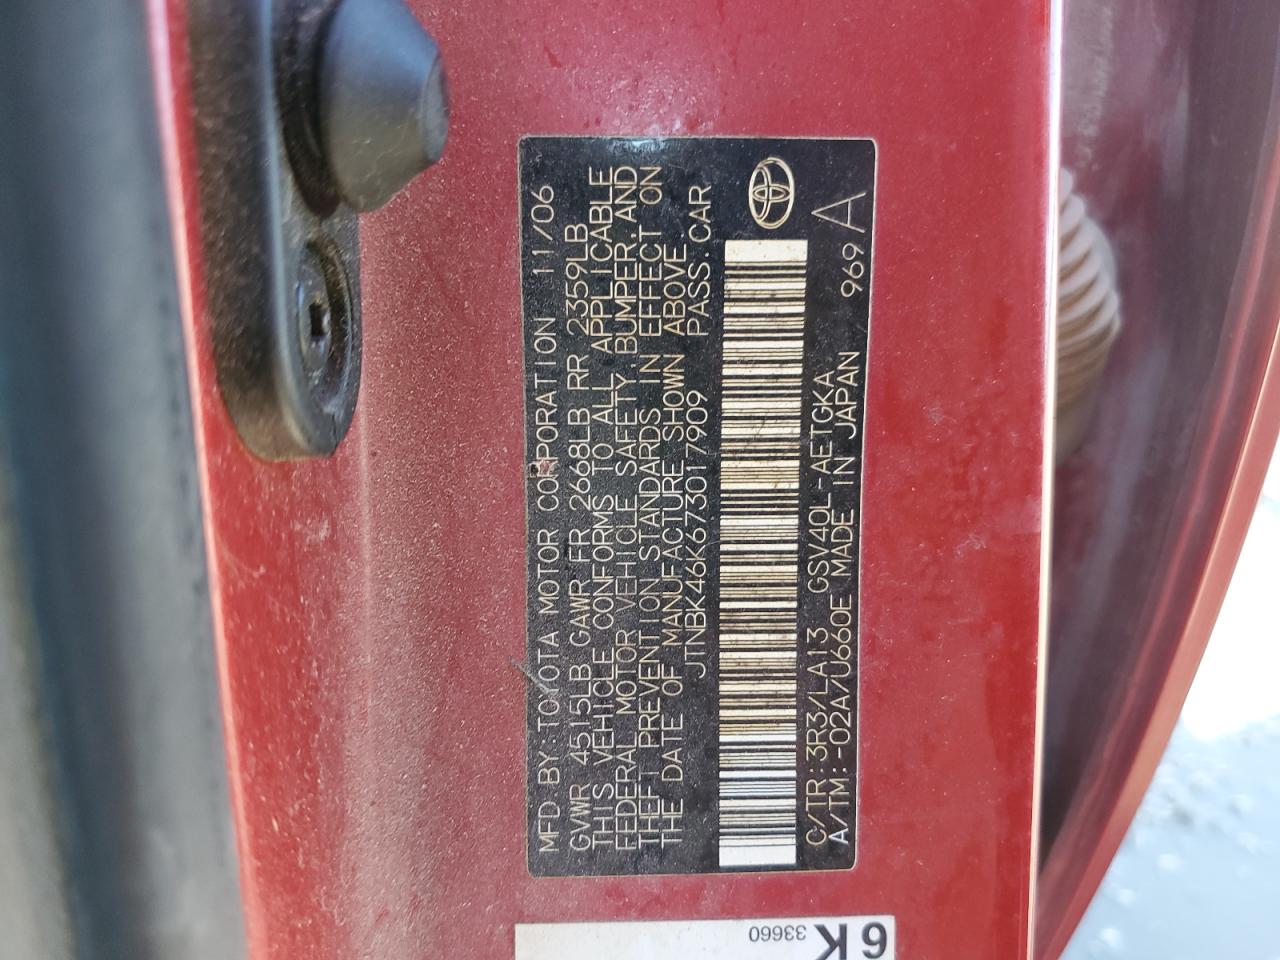 MFD BY:TOYOTA MOTOR CORPORATION 11/06
GVWR 4515LB GAWR FR 2668LB RR 2359LB
THIS VEHICLE CONFORMS TO ALL APPLICABLE
FEDERAL MOTOR VEHICLE SAFETY, BUMPER, AND
THEFT PREVENTION STANDARDS IN EFFECT ON
THE DATE OF MANUFACTURE SHOWN ABOVE
JTNBK46K673017909 PASS.CAR
C/TR:3R3/LA13 GSV40L-AETGKA 969 A
A/TM:-02A/U660E MADE IN JAPAN
6K
33660